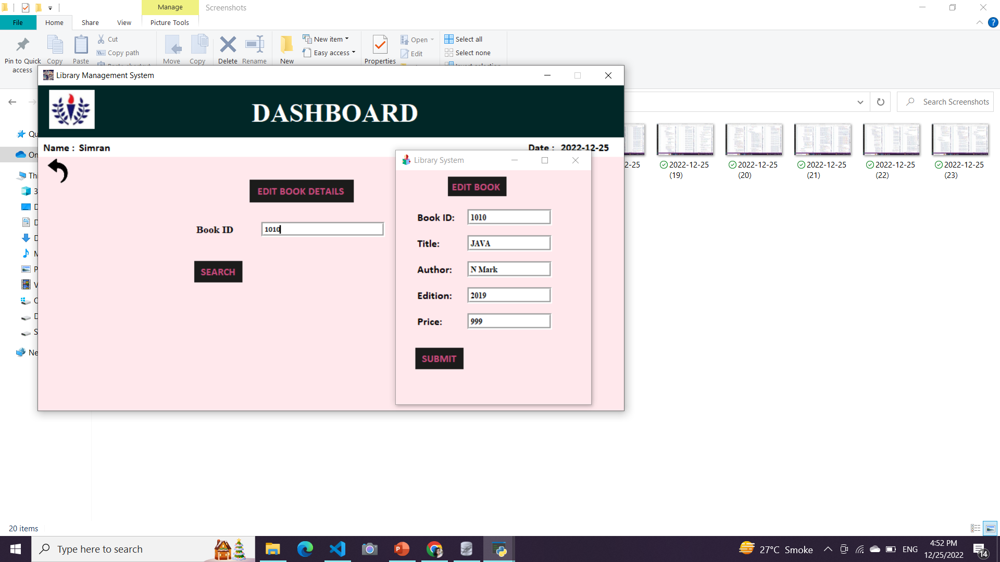 Manage
Screenshots
File
Home
Share
View
Picture Tools
Pin to Quick access
Copy
Paste
Cut
Copy path
Move
Copy
Delete
Rename
New
New item
Easy access
Properties
Open
Edit
Select all
Select none
Library Management System
Search Screenshots
DASHBOARD
Name : Simran
Date : 2022-12-25
EDIT BOOK DETAILS
Book ID
1010
SEARCH
Library System
EDIT BOOK
Book ID: 1010
Title: JAVA
Author: N Mark
Edition: 2019
Price: 999
SUBMIT
2-25
2022-12-25 (19)
2022-12-25 (20)
2022-12-25 (21)
2022-12-25 (22)
2022-12-25 (23)
20 items
Type here to search
27°C Smoke
ENG
4:52 PM
12/25/2022
14